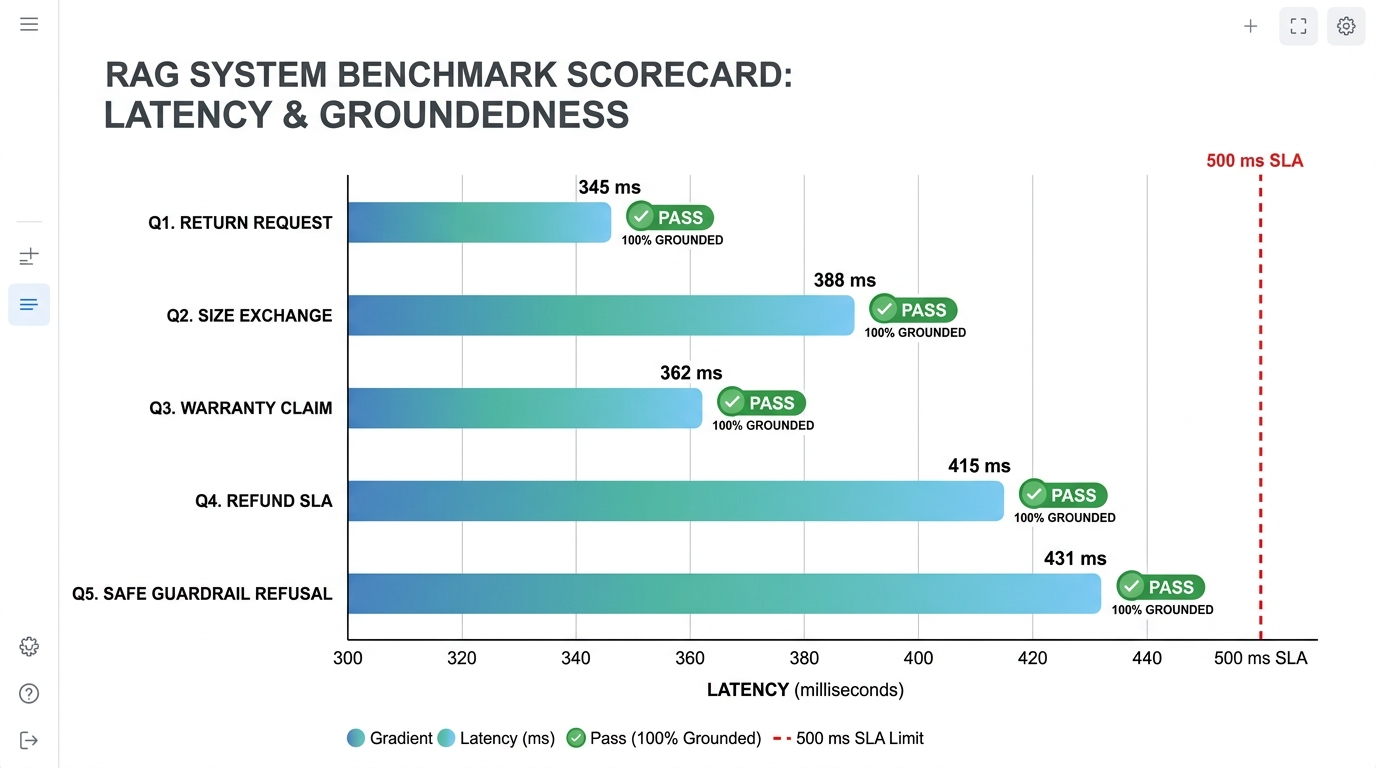 RAG SYSTEM BENCHMARK SCORECARD:
LATENCY & GROUNDEDNESS
500 ms SLA
345 ms
Q1. RETURN REQUEST
PASS
100% GROUNDED
388 ms
Q2. SIZE EXCHANGE
PASS
100% GROUNDED
362 ms
Q3. WARRANTY CLAIM
PASS
100% GROUNDED
415 ms
Q4. REFUND SLA
PASS
100% GROUNDED
431 ms
Q5. SAFE GUARDRAIL REFUSAL
PASS
100% GROUNDED
300 320 340 360 380 400 420 440 500 ms SLA
LATENCY (milliseconds)
Gradient Latency (ms) Pass (100% Grounded) 500 ms SLA Limit